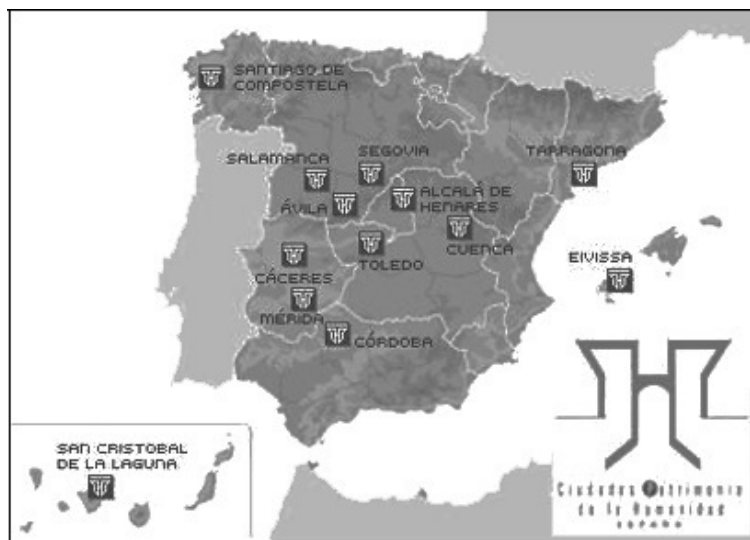 SANTIAGO DE
COMPOSTELA
SEGOVIA
TARRAGONA
SALAMANCA
ALCALÁ DE
HENARES
ÁVILA
CUENCA
EIVISSA
TOLEDO
CÁCERES
MÉRIDA
CÓRDOBA
SAN CRISTOBAL
DE LA LAGUNA
Ciudades Patrimonio
de la Humanidad
ESPAÑA